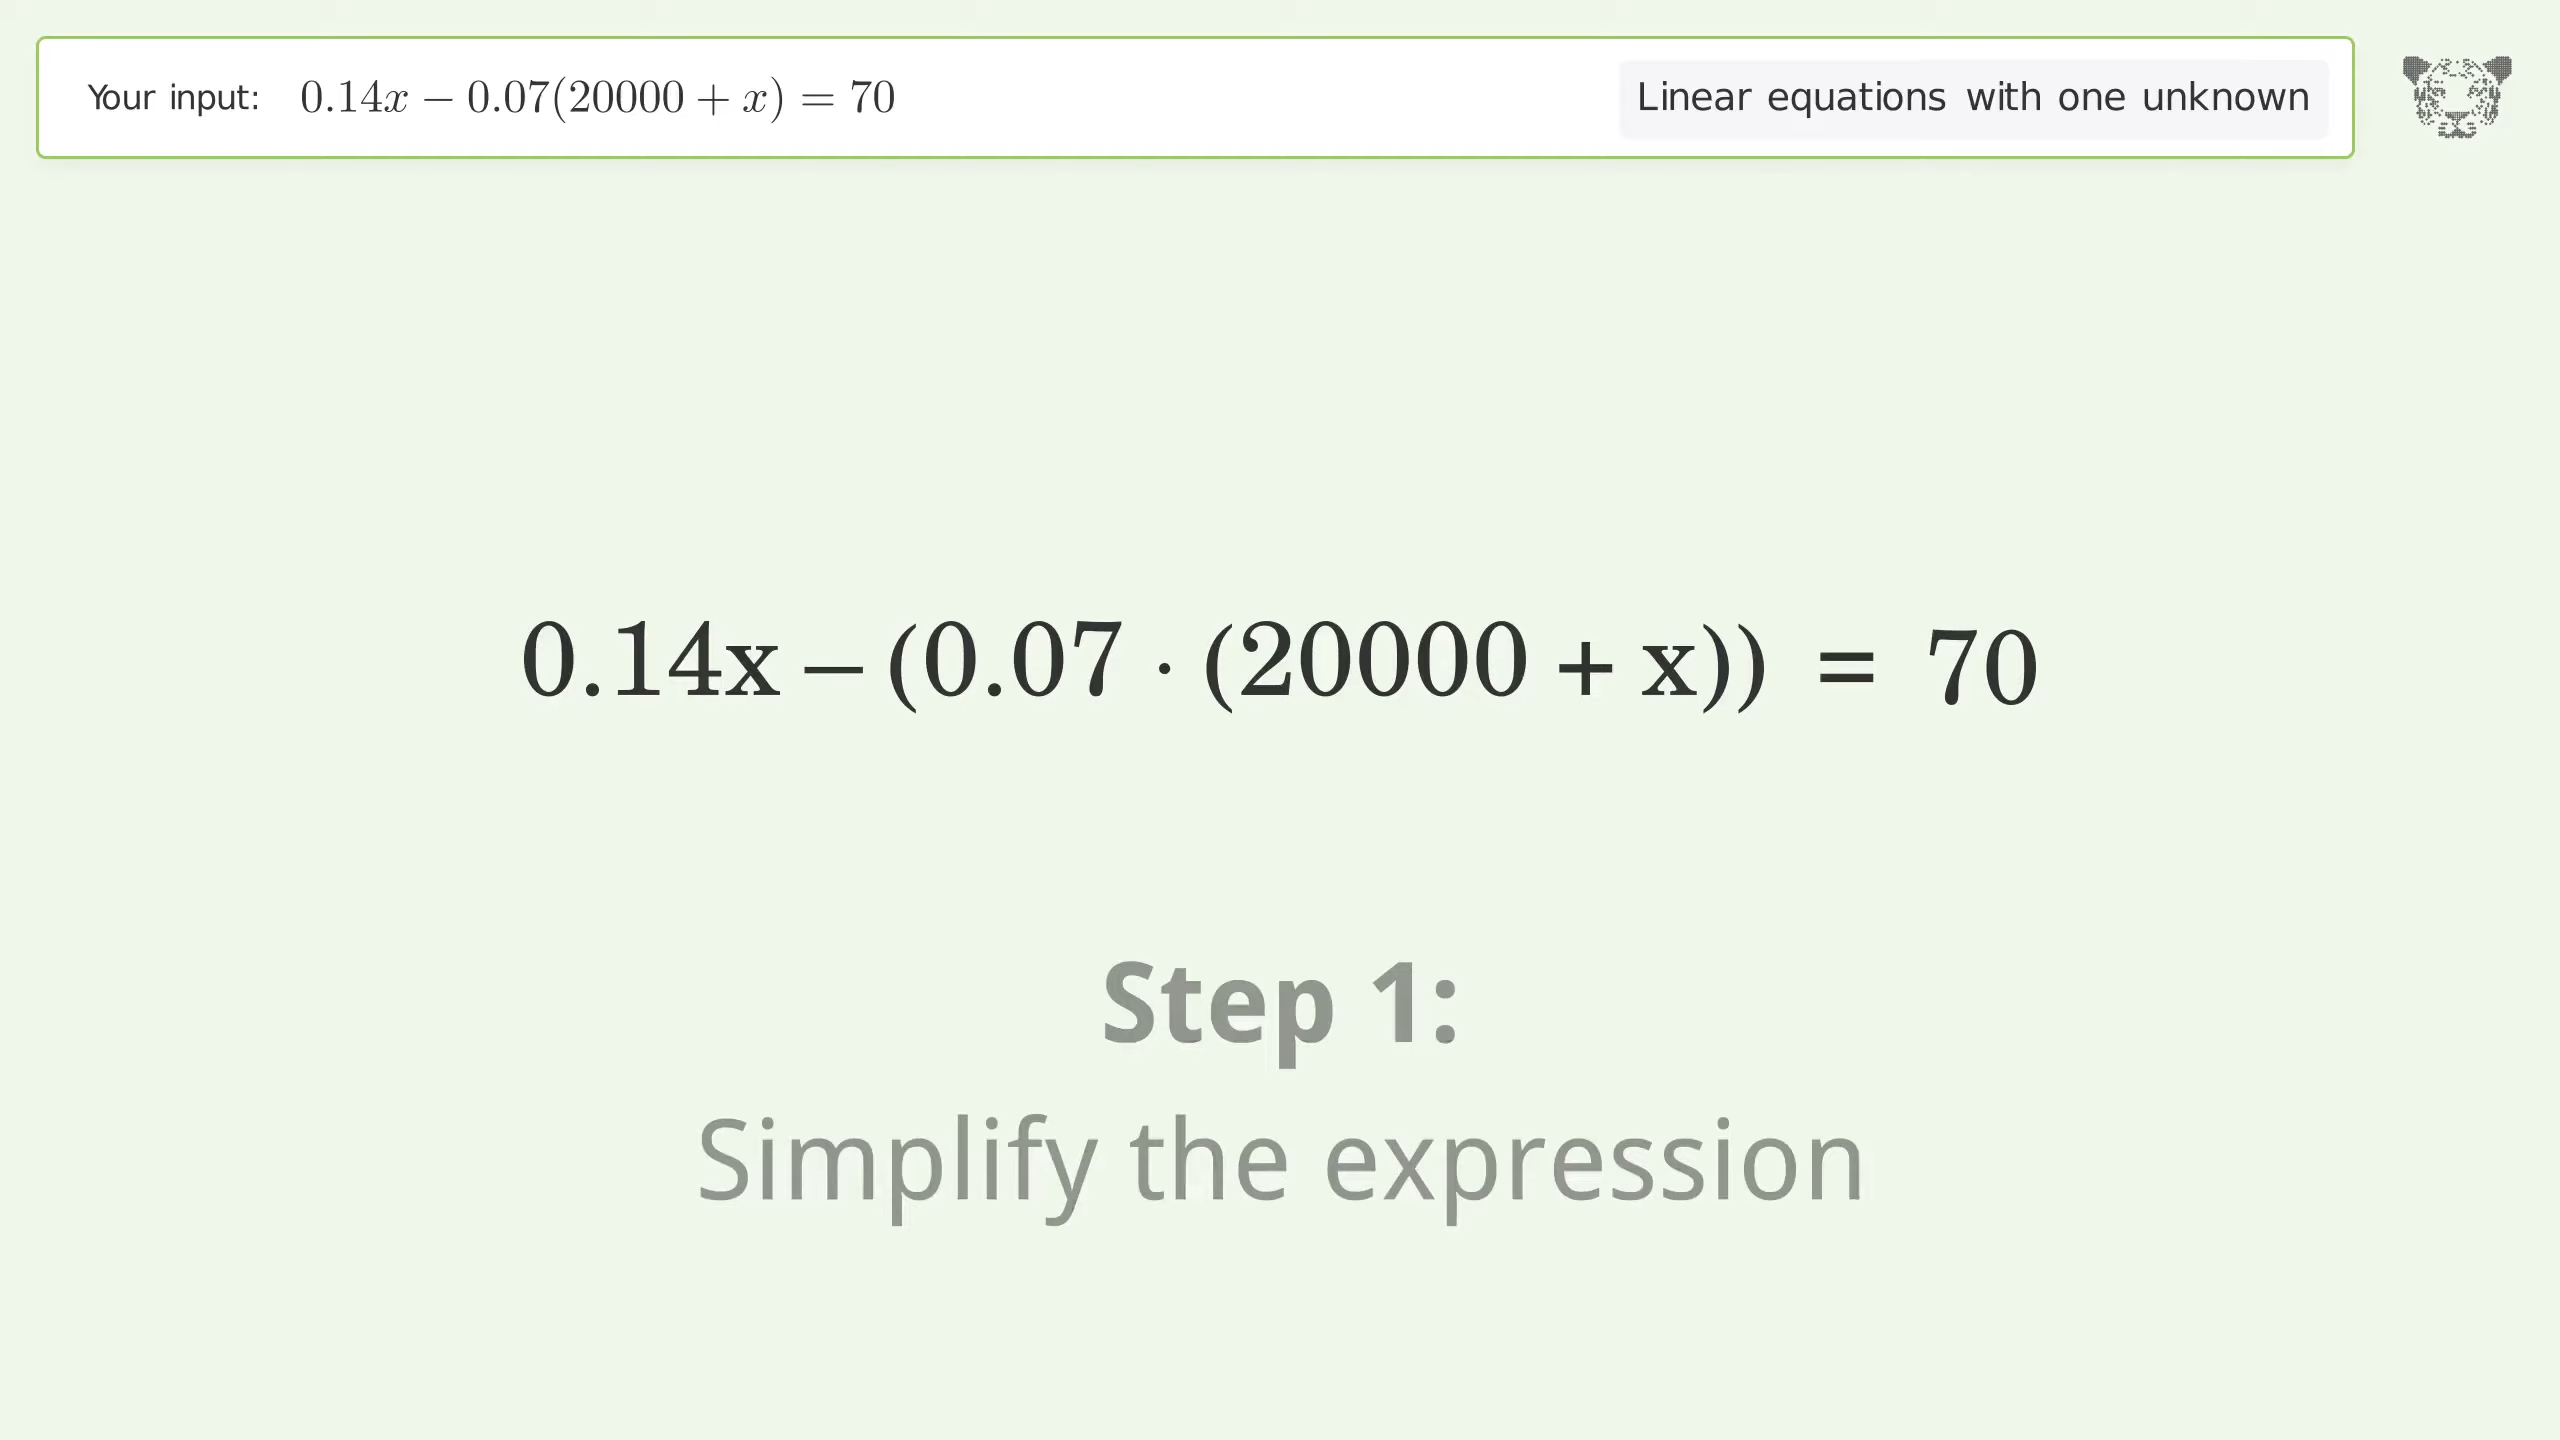 Your input: 0.14x − 0.07(20000 + x) = 70
Linear equations with one unknown
0.14x − (0.07 · (20000 + x)) = 70
Step 1:
Simplify the expression